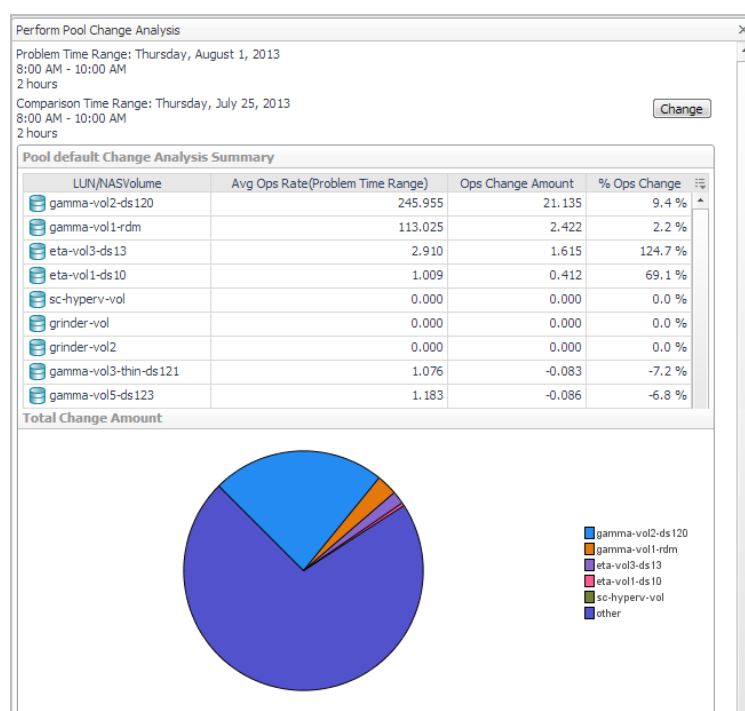 Perform Pool Change Analysis
Problem Time Range: Thursday, August 1, 2013
8:00 AM - 10:00 AM
2 hours
Comparison Time Range: Thursday, July 25, 2013
8:00 AM - 10:00 AM
2 hours
Change
Pool default Change Analysis Summary
LUN/NASVolume Avg Ops Rate(Problem Time Range) Ops Change Amount % Ops Change
gamma-vol2-ds120 245.955 21.135 9.4 %
gamma-vol1-rdm 113.025 2.422 2.2 %
eta-vol3-ds13 2.910 1.615 124.7 %
eta-vol1-ds10 1.009 0.412 69.1 %
sc-hyperv-vol 0.000 0.000 0.0 %
grinder-vol 0.000 0.000 0.0 %
grinder-vol2 0.000 0.000 0.0 %
gamma-vol3-thin-ds121 1.076 -0.083 -7.2 %
gamma-vol5-ds123 1.183 -0.086 -6.8 %
Total Change Amount
gamma-vol2-ds120
gamma-vol1-rdm
eta-vol3-ds13
eta-vol1-ds10
sc-hyperv-vol
other